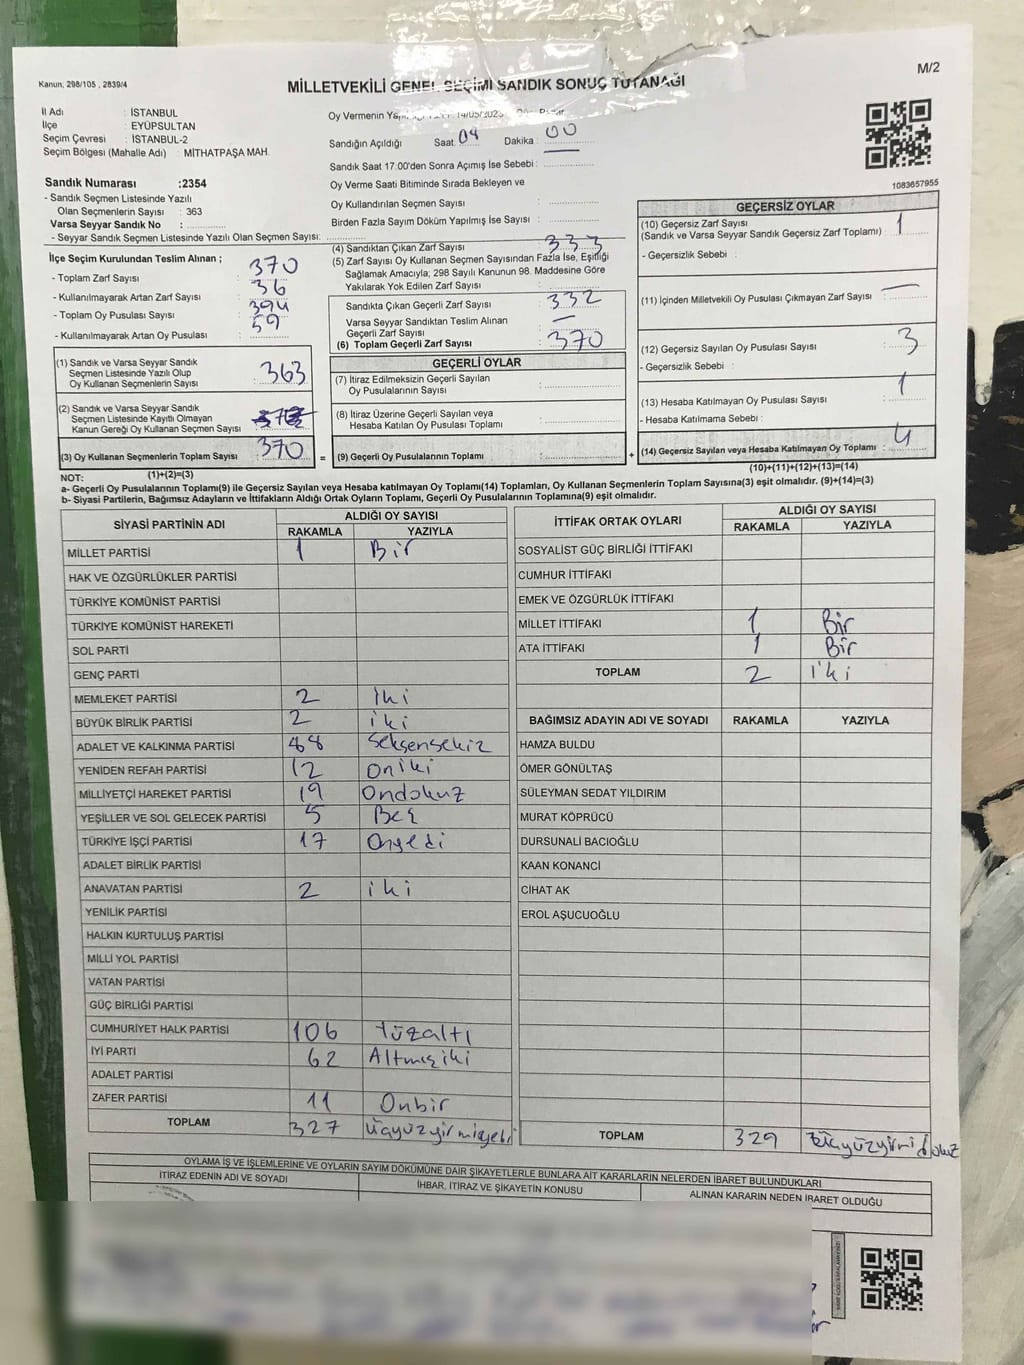 Kanun; 298/105 , 2839/4
M/2
MİLLETVEKİLİ GENEL SEÇİMİ SANDIK SONUÇ TUTANAĞI
İl Adı : İSTANBUL
İlçe : EYÜPSULTAN
Seçim Çevresi : İSTANBUL-2
Seçim Bölgesi (Mahalle Adı) : MİTHATPAŞA MAH.
Sandık Numarası :2354
- Sandık Seçmen Listesinde Yazılı
Olan Seçmenlerin Sayısı : 363
Varsa Seyyar Sandık No :
- Seyyar Sandık Seçmen Listesinde Yazılı Olan Seçmen Sayısı:
Oy Vermenin 14/05/2023 Pazar
Sandığın Açıldığı Saat Dakika : 00
Sandık Saat 17.00'den Sonra Açımış İse Sebebi :
Oy Verme Saati Bitiminde Sırada Bekleyen ve
Oy Kullandırılan Seçmen Sayısı :
Birden Fazla Sayım Döküm Yapılmış İse Sayısı :
1083657955
İlçe Seçim Kurulundan Teslim Alınan ;
- Toplam Zarf Sayısı 370
- Kullanılmayarak Artan Zarf Sayısı : 36
- Toplam Oy Pusulası Sayısı : 394
- Kullanılmayarak Artan Oy Pusulası : 59
(1) Sandık ve Varsa Seyyar Sandık
Seçmen Listesinde Yazılı Olup
Oy Kullanan Seçmenlerin Sayısı : 363
(2) Sandık ve Varsa Seyyar Sandık
Seçmen Listesinde Kayıtlı Olmayan
Kanun Gereği Oy Kullanan Seçmen Sayısı :
(3) Oy Kullanan Seçmenlerin Toplam Sayısı : 370
(4) Sandıktan Çıkan Zarf Sayısı : 333
(5) Zarf Sayısı Oy Kullanan Seçmen Sayısından Fazla İse, Eşitliği
Sağlamak Amacıyla; 298 Sayılı Kanunun 98. Maddesine Göre
Yakılarak Yok Edilen Zarf Sayısı :
Sandıkta Çıkan Geçerli Zarf Sayısı : 332
Varsa Seyyar Sandıktan Teslim Alınan
Geçerli Zarf Sayısı : —
(6) Toplam Geçerli Zarf Sayısı : 370
GEÇERLİ OYLAR
(7) İtiraz Edilmeksizin Geçerli Sayılan
Oy Pusulalarının Sayısı :
(8) İtiraz Üzerine Geçerli Sayılan veya
Hesaba Katılan Oy Pusulası Toplamı :
= (9) Geçerli Oy Pusulalarının Toplamı : +
GEÇERSİZ OYLAR
(10) Geçersiz Zarf Sayısı
(Sandık ve Varsa Seyyar Sandık Geçersiz Zarf Toplamı) : 1
- Geçersizlik Sebebi :
(11) İçinden Milletvekili Oy Pusulası Çıkmayan Zarf Sayısı : —
(12) Geçersiz Sayılan Oy Pusulası Sayısı : 3
- Geçersizlik Sebebi :
(13) Hesaba Katılmayan Oy Pusulası Sayısı : 1
- Hesaba Katılmama Sebebi :
(14) Geçersiz Sayılan veya Hesaba Katılmayan Oy Toplamı : 4
NOT: (1)+(2)=(3) (10)+(11)+(12)+(13)=(14)
a- Geçerli Oy Pusulalarının Toplamı(9) ile Geçersiz Sayılan veya Hesaba katılmayan Oy Toplamı(14) Toplamları, Oy Kullanan Seçmenlerin Toplam Sayısına(3) eşit olmalıdır. (9)+(14)=(3)
b- Siyasi Partilerin, Bağımsız Adayların ve İttifakların Aldığı Ortak Oyların Toplamı, Geçerli Oy Pusulalarının Toplamına(9) eşit olmalıdır.
SİYASİ PARTİNİN ADI ALDIĞI OY SAYISI
RAKAMLA YAZIYLA
MİLLET PARTİSİ 1 Bir
HAK VE ÖZGÜRLÜKLER PARTİSİ
TÜRKİYE KOMÜNİST PARTİSİ
TÜRKİYE KOMÜNİST HAREKETİ
SOL PARTİ
GENÇ PARTİ
MEMLEKET PARTİSİ 2 iki
BÜYÜK BİRLİK PARTİSİ 2 iki
ADALET VE KALKINMA PARTİSİ 88 Seksensekiz
YENİDEN REFAH PARTİSİ 12 Oniki
MİLLİYETÇİ HAREKET PARTİSİ 19 Ondokuz
YEŞİLLER VE SOL GELECEK PARTİSİ 5 Beş
TÜRKİYE İŞÇİ PARTİSİ 17 Onyedi
ADALET BİRLİK PARTİSİ
ANAVATAN PARTİSİ 2 iki
YENİLİK PARTİSİ
HALKIN KURTULUŞ PARTİSİ
MİLLİ YOL PARTİSİ
VATAN PARTİSİ
GÜÇ BİRLİĞİ PARTİSİ
CUMHURİYET HALK PARTİSİ 106 Yüzaltı
İYİ PARTİ 62 Altmışiki
ADALET PARTİSİ
ZAFER PARTİSİ 11 Onbir
TOPLAM 327 Üçyüzyirmiyedi
İTTİFAK ORTAK OYLARI ALDIĞI OY SAYISI
RAKAMLA YAZIYLA
SOSYALİST GÜÇ BİRLİĞİ İTTİFAKI
CUMHUR İTTİFAKI
EMEK VE ÖZGÜRLÜK İTTİFAKI
MİLLET İTTİFAKI 1 Bir
ATA İTTİFAKI 1 Bir
TOPLAM 2 iki
BAĞIMSIZ ADAYIN ADI VE SOYADI RAKAMLA YAZIYLA
HAMZA BULDU
ÖMER GÖNÜLTAŞ
SÜLEYMAN SEDAT YILDIRIM
MURAT KÖPRÜCÜ
DURSUNALİ BACIOĞLU
KAAN KONANCİ
CİHAT AK
EROL AŞUCUOĞLU
TOPLAM 329 Üçyüzyirmidokuz
OYLAMA İŞ VE İŞLEMLERİNE VE OYLARIN SAYIM DÖKÜMÜNE DAİR ŞİKAYETLERLE BUNLARA AİT KARARLARIN NELERDEN İBARET BULUNDUKLARI
İTİRAZ EDENİN ADI VE SOYADI İHBAR, İTİRAZ VE ŞİKAYETİN KONUSU ALINAN KARARIN NEDEN İBARET OLDUĞU